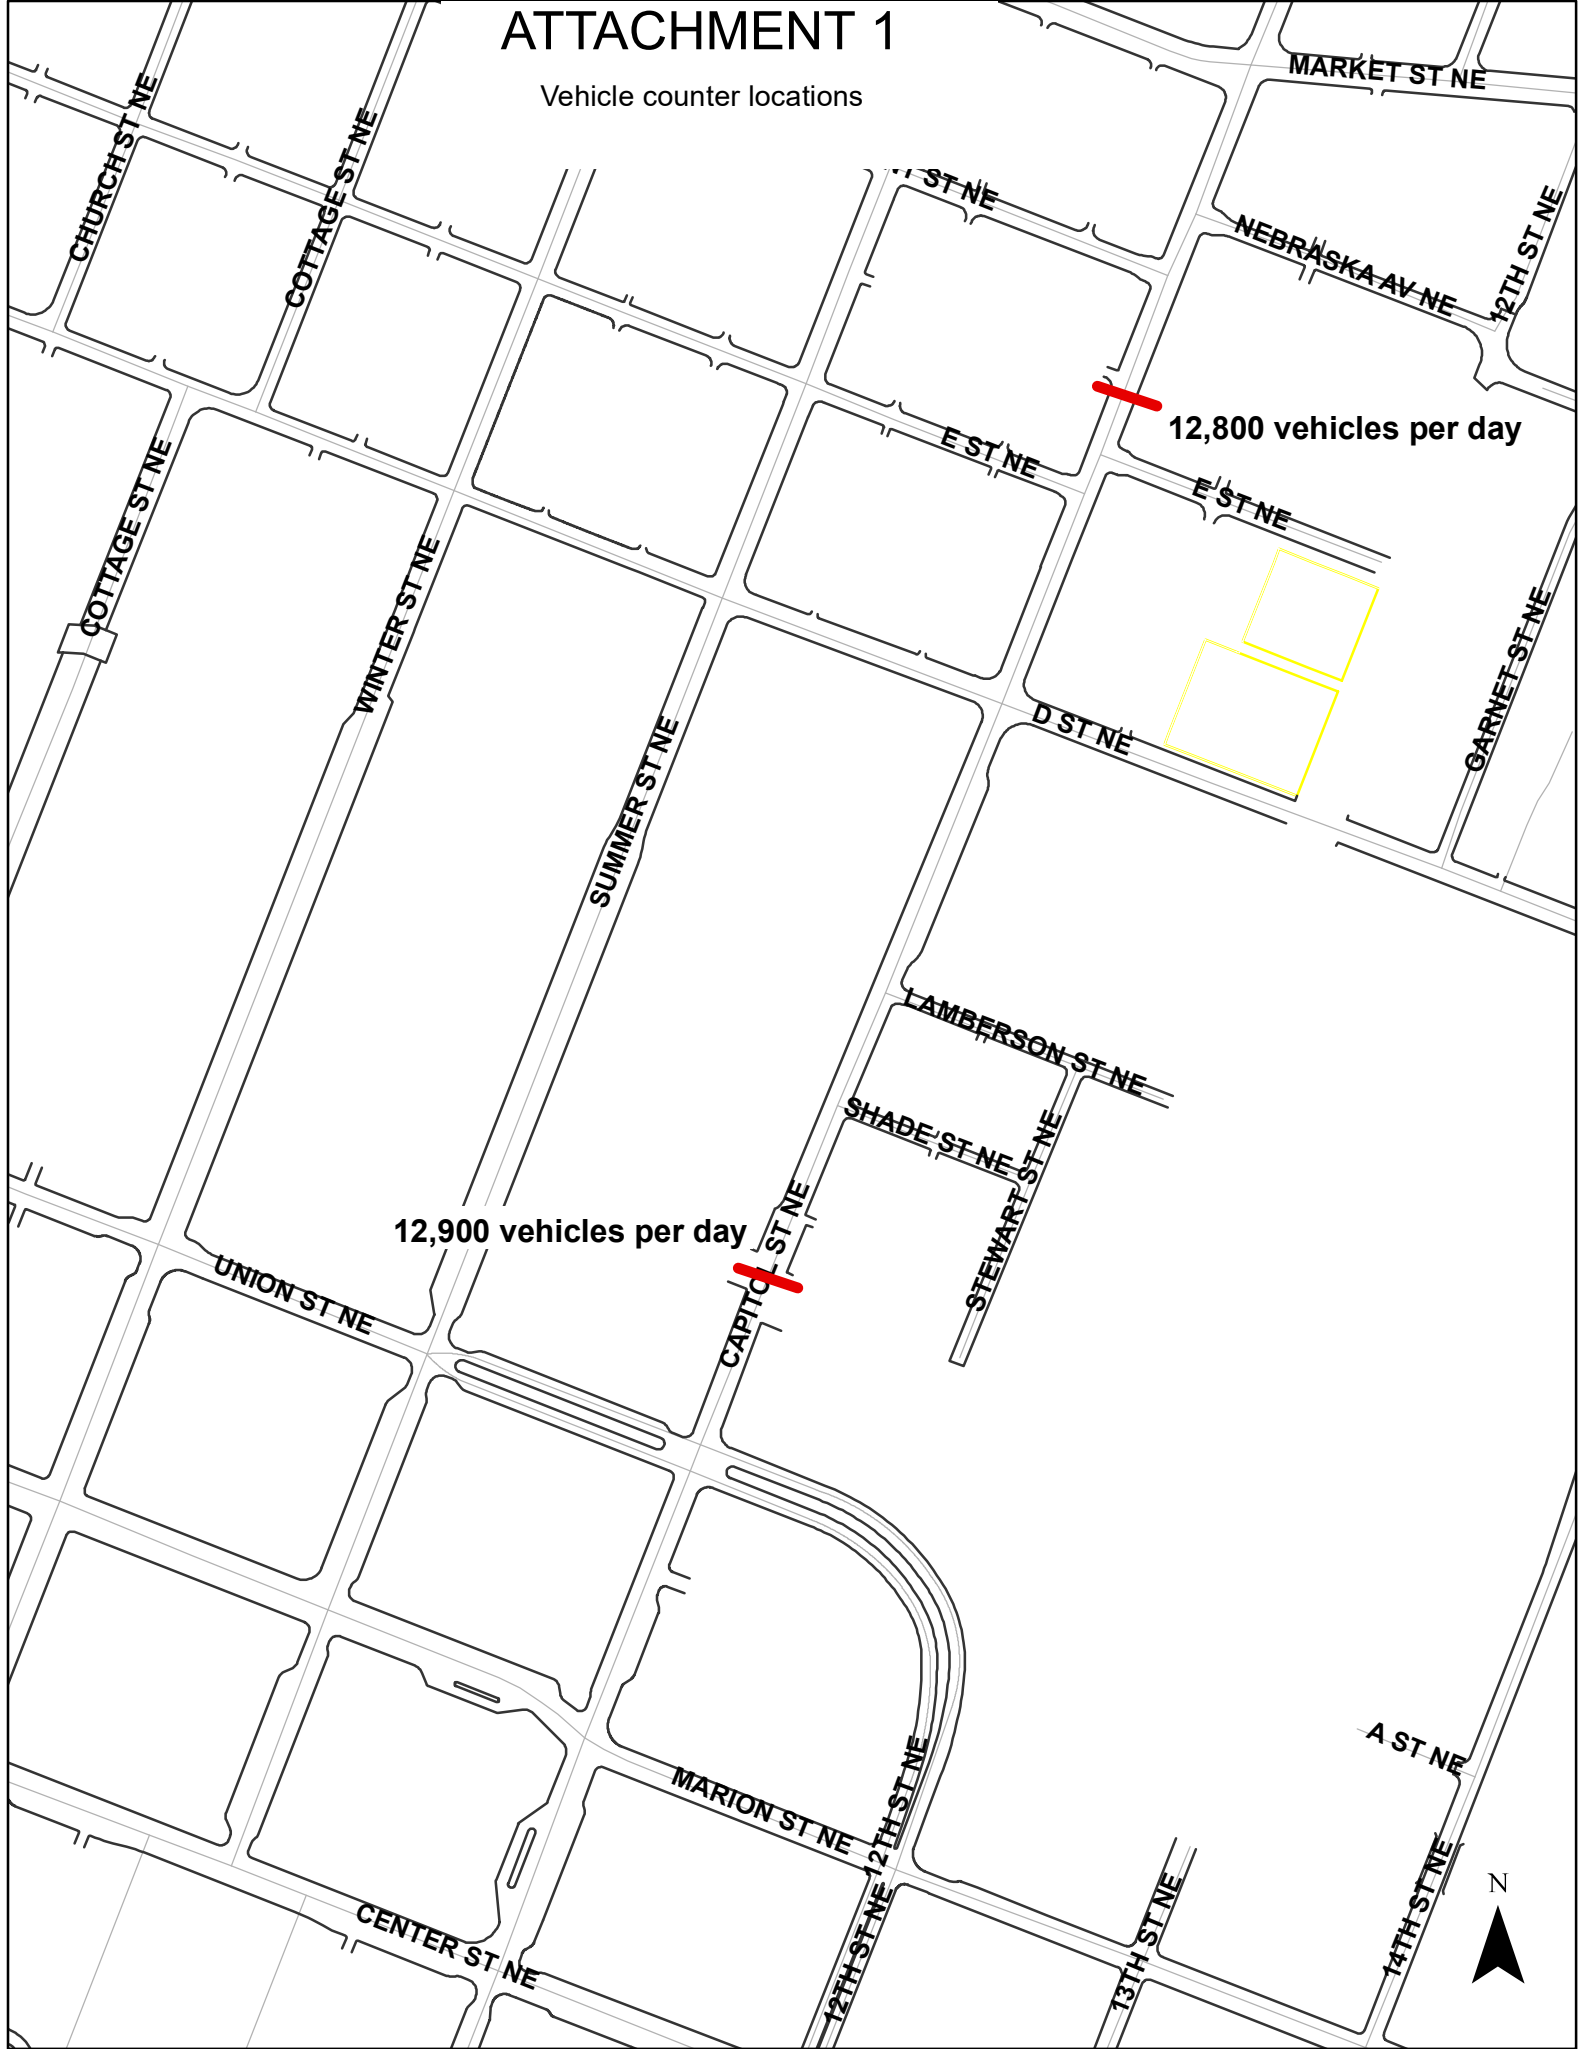 ATTACHMENT 1
Vehicle counter locations
MARKET ST NE
CHURCH ST NE
COTTAGE ST NE
ST NE
NEBRASKA AV NE
12TH ST NE
12,800 vehicles per day
E ST NE
E ST NE
COTTAGE ST NE
WINTER ST NE
SUMMER ST NE
D ST NE
GARNET ST NE
LAMBERSON ST NE
SHADE ST NE
STEWART ST NE
12,900 vehicles per day
CAPITOL ST NE
UNION ST NE
A ST NE
MARION ST NE
12TH ST NE
12TH ST NE
13TH ST NE
14TH ST NE
CENTER ST NE
N